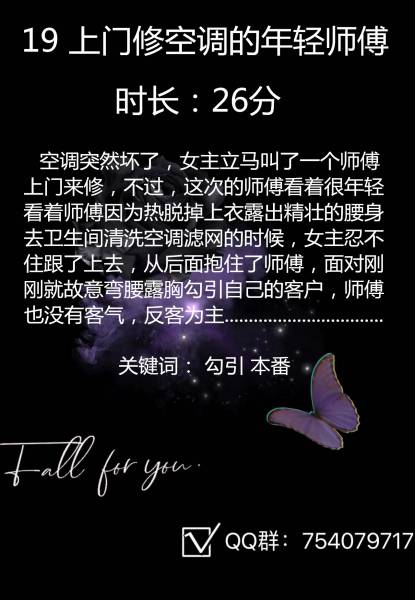 19 上门修空调的年轻师傅
时长：26分
空调突然坏了，女主立马叫了一个师傅
上门来修，不过，这次的师傅看着很年轻
看着师傅因为热脱掉上衣露出精壮的腰身
去卫生间清洗空调滤网的时候，女主忍不
住跟了上去，从后面抱住了师傅，面对刚
刚就故意弯腰露胸勾引自己的客户，师傅
也没有客气，反客为主.................................
关键词： 勾引 本番
Fall for you.
QQ群：754079717